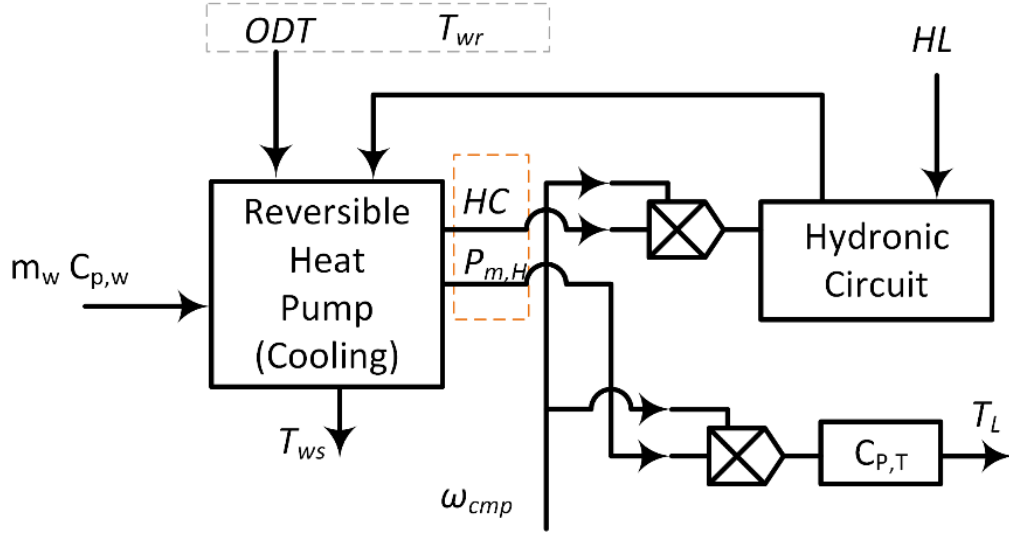 ODT
T_wr
HL
Reversible
Heat
Pump
(Cooling)
HC
P_m,H
Hydronic
Circuit
m_w C_p,w
T_ws
ω_cmp
C_P,T
T_L